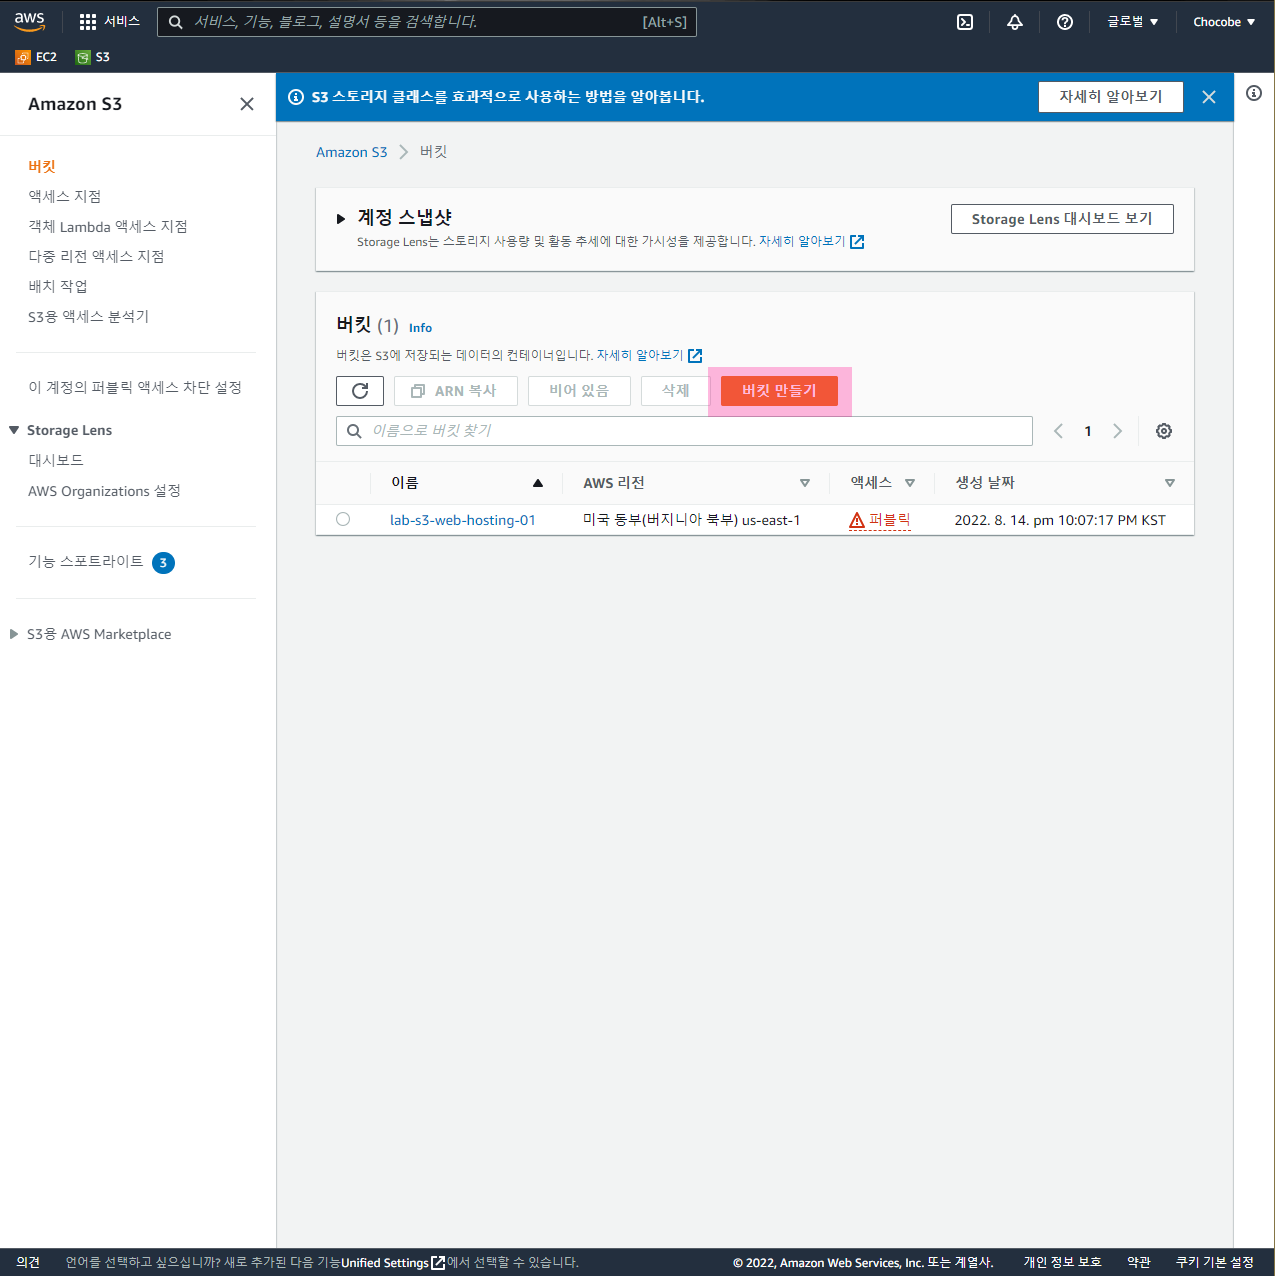 aws
서비스
서비스, 기능, 블로그, 설명서 등을 검색합니다.
[Alt+S]
글로벌
Chocobe
EC2
S3
Amazon S3
버킷
액세스 지점
객체 Lambda 액세스 지점
다중 리전 액세스 지점
배치 작업
S3용 액세스 분석기
이 계정의 퍼블릭 액세스 차단 설정
Storage Lens
대시보드
AWS Organizations 설정
기능 스포트라이트 3
S3용 AWS Marketplace
S3 스토리지 클래스를 효과적으로 사용하는 방법을 알아봅니다.
자세히 알아보기
Amazon S3
버킷
계정 스냅샷
Storage Lens는 스토리지 사용량 및 활동 추세에 대한 가시성을 제공합니다. 자세히 알아보기
Storage Lens 대시보드 보기
버킷 (1) Info
버킷은 S3에 저장되는 데이터의 컨테이너입니다. 자세히 알아보기
ARN 복사
비어 있음
삭제
버킷 만들기
이름으로 버킷 찾기
1
이름
AWS 리전
액세스
생성 날짜
lab-s3-web-hosting-01
미국 동부(버지니아 북부) us-east-1
퍼블릭
2022. 8. 14. pm 10:07:17 PM KST
의견
언어를 선택하고 싶으십니까? 새로 추가된 다음 기능Unified Settings에서 선택할 수 있습니다.
© 2022, Amazon Web Services, Inc. 또는 계열사.
개인 정보 보호
약관
쿠키 기본 설정